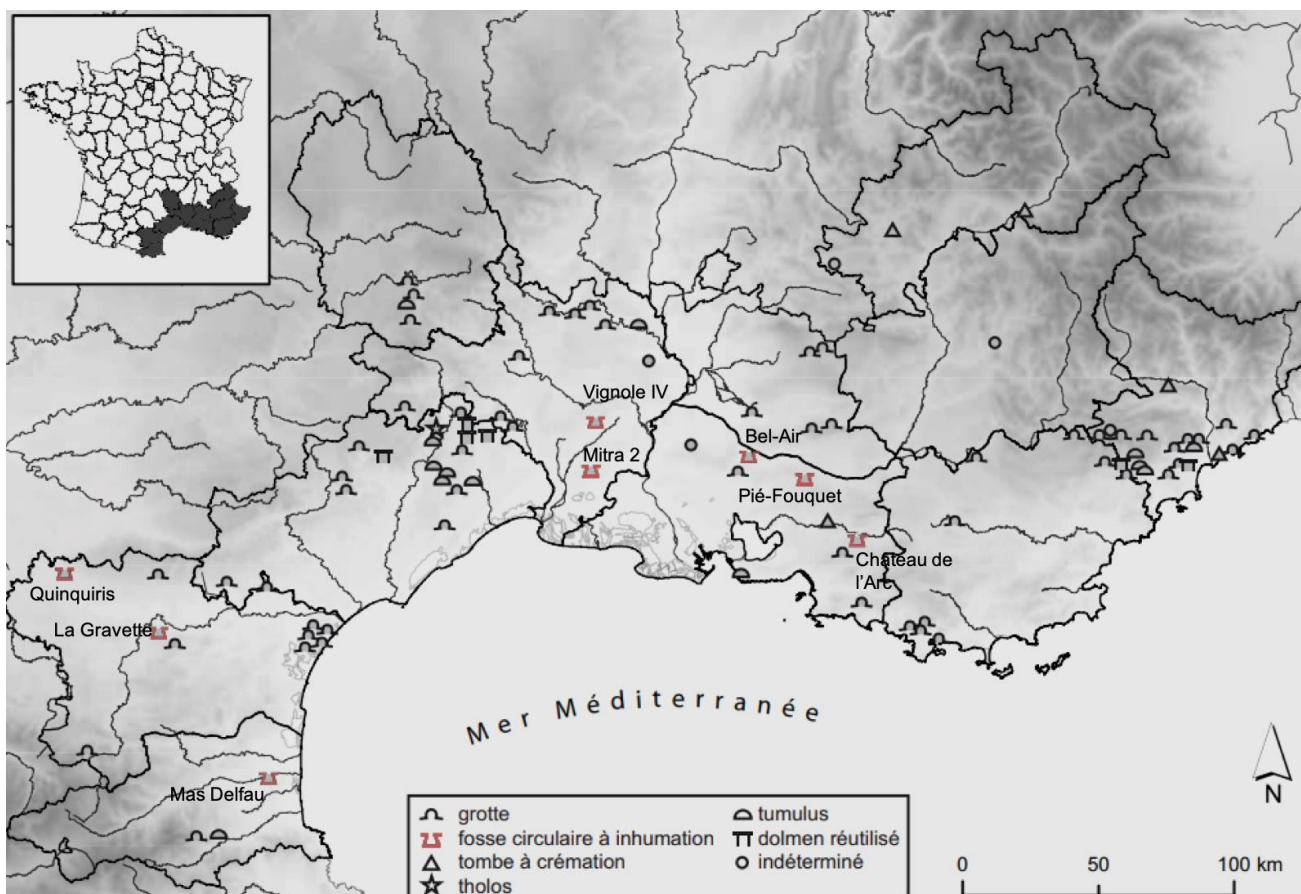 Vignole IV
Mitra 2
Bel-Air
Pié-Fouquet
Château de
l'Arc
Quinquiris
La Gravette
Mas Delfau
Mer Méditerranée
N
grotte
fosse circulaire à inhumation
tombe à crémation
tholos
tumulus
dolmen réutilisé
indéterminé
0 50 100 km